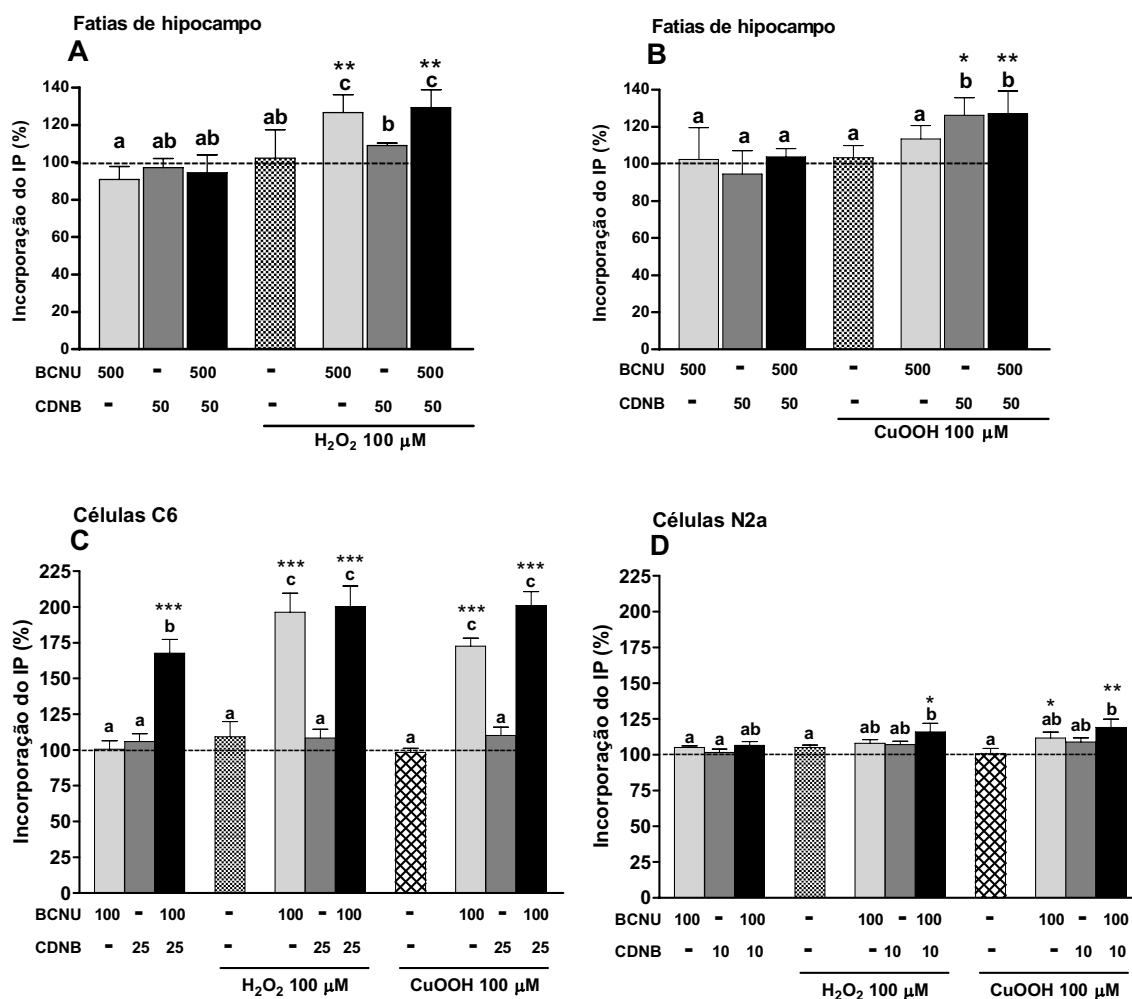 Fatias de hipocampo
A
Incorporação do IP (%)
140
120
100
80
60
40
20
0
a
ab
ab
ab
**
c
b
**
c
BCNU 500 - 500 - 500 - 500
CDNB - 50 50 - - 50 50
H₂O₂ 100 µM
Fatias de hipocampo
B
Incorporação do IP (%)
140
120
100
80
60
40
20
0
a
a
a
a
a
*
b
**
b
BCNU 500 - 500 - 500 - 500
CDNB - 50 50 - - 50 50
CuOOH 100 µM
Células C6
C
Incorporação do IP (%)
225
200
175
150
125
100
75
50
25
0
a
a
***
b
a
***
c
a
***
c
a
***
c
a
***
c
BCNU 100 - 100 - 100 - 100 - 100 - 100
CDNB - 25 25 - - 25 25 - - 25 25
H₂O₂ 100 µM CuOOH 100 µM
Células N2a
D
Incorporação do IP (%)
225
200
175
150
125
100
75
50
25
0
a
a
ab
a
ab
ab
*
b
a
*
ab
ab
**
b
BCNU 100 - 100 - 100 - 100 - 100 - 100
CDNB - 10 10 - - 10 10 - - 10 10
H₂O₂ 100 µM CuOOH 100 µM